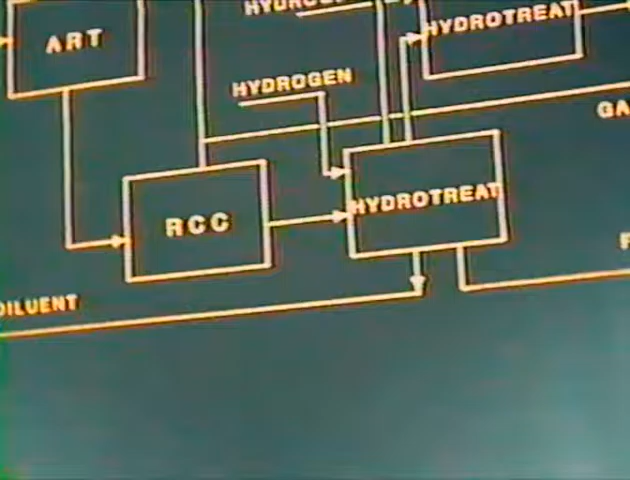 HYDROTREAT
ART
HYDROGEN
RCC
HYDROTREAT
DILUENT